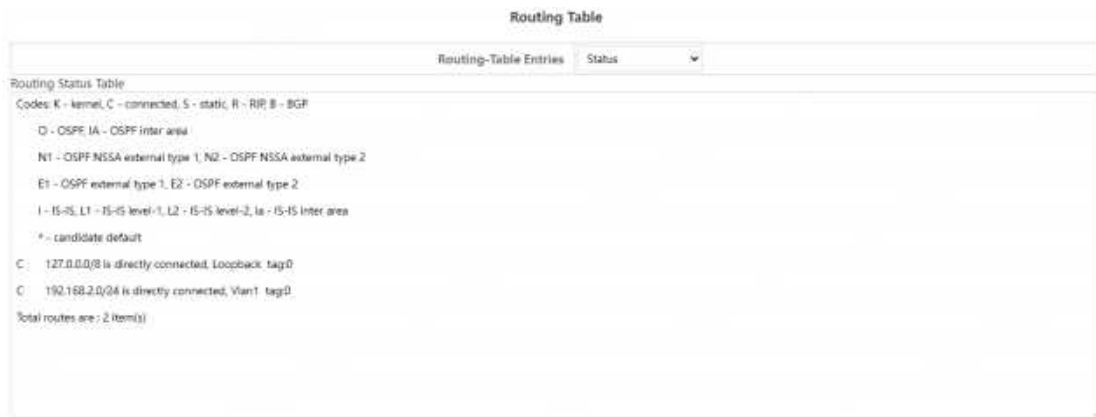 Routing Table
Routing-Table Entries Status
Routing Status Table
Codes: K - kernel, C - connected, S - static, R - RIP, B - BGP
O - OSPF, IA - OSPF inter area
N1 - OSPF NSSA external type 1, N2 - OSPF NSSA external type 2
E1 - OSPF external type 1, E2 - OSPF external type 2
i - IS-IS, L1 - IS-IS level-1, L2 - IS-IS level-2, ia - IS-IS inter area
* - candidate default
C 127.0.0.0/8 is directly connected, Loopback tag:0
C 192.168.2.0/24 is directly connected, Vlan1 tag:0
Total routes are : 2 item(s)